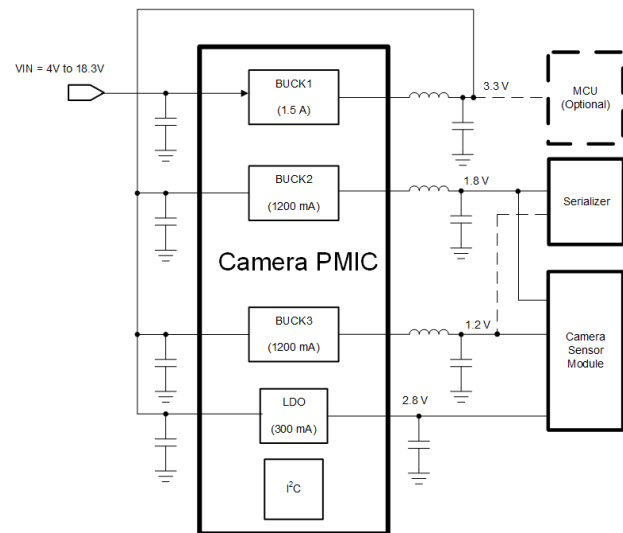 VIN = 4V to 18.3V
BUCK1
(1.5 A)
3.3 V
MCU
(Optional)
BUCK2
(1200 mA)
1.8 V
Serializer
Camera PMIC
BUCK3
(1200 mA)
1.2 V
Camera
Sensor
Module
LDO
(300 mA)
2.8 V
I²C